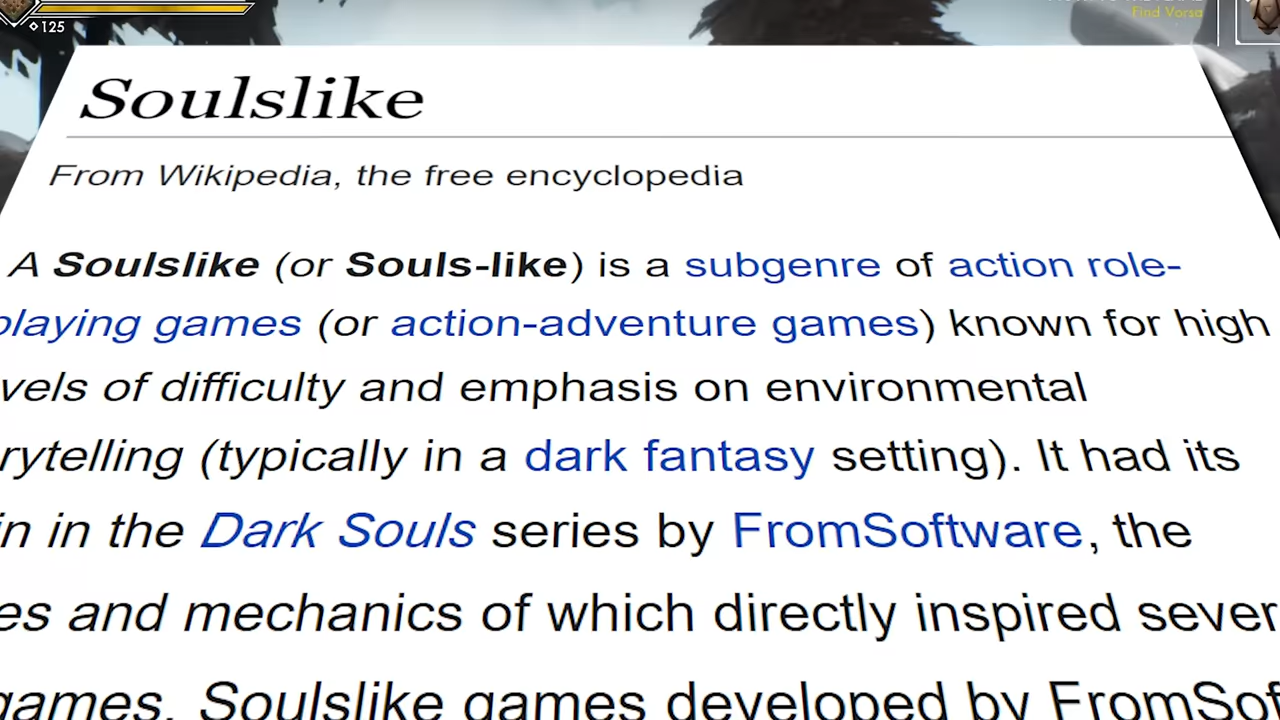 125
Find Vorsa
Soulslike
From Wikipedia, the free encyclopedia
A Soulslike (or Souls-like) is a subgenre of action role-
playing games (or action-adventure games) known for high
vels of difficulty and emphasis on environmental
rytelling (typically in a dark fantasy setting). It had its
in in the Dark Souls series by FromSoftware, the
es and mechanics of which directly inspired sever
games. Soulslike games developed by FromSof